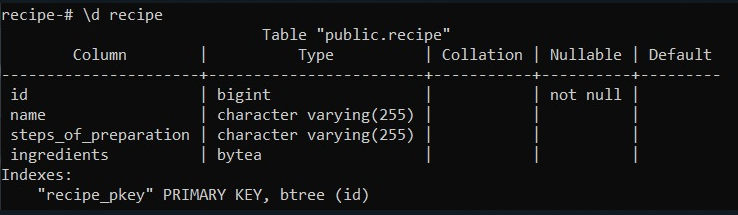 recipe-# \d recipe
                                  Table "public.recipe"
        Column        |          Type          | Collation | Nullable | Default
----------------------+------------------------+-----------+----------+---------
 id                   | bigint                 |           | not null |
 name                 | character varying(255) |           |          |
 steps_of_preparation | character varying(255) |           |          |
 ingredients          | bytea                  |           |          |
Indexes:
    "recipe_pkey" PRIMARY KEY, btree (id)